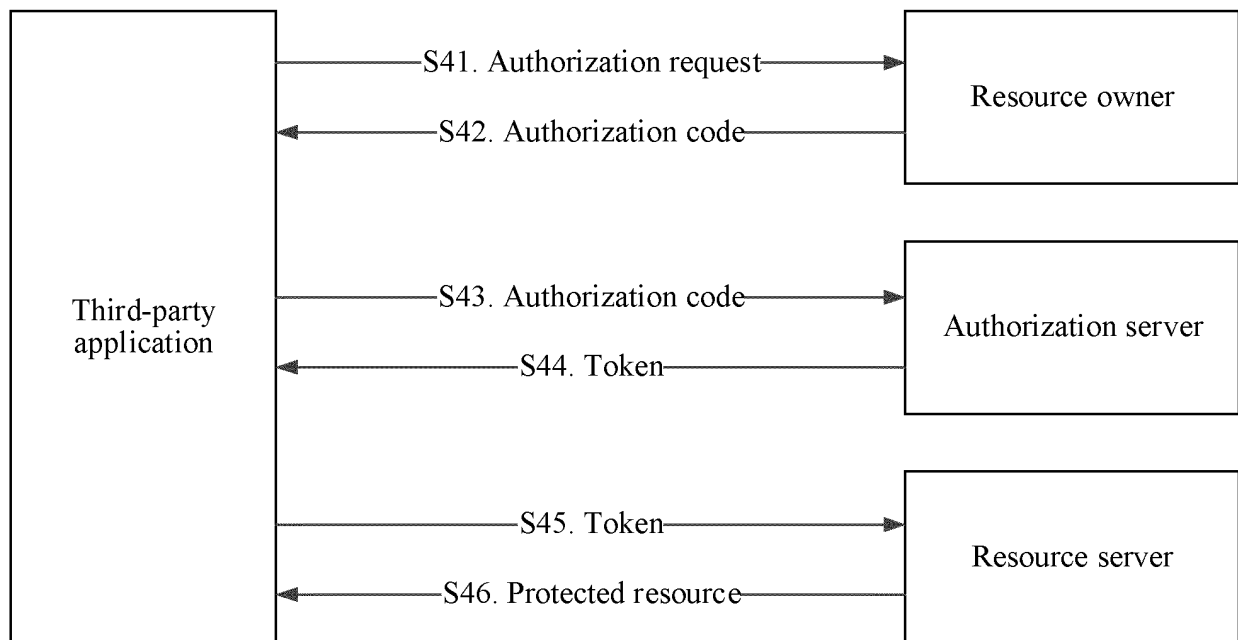 S41. Authorization request
Resource owner
S42. Authorization code
Third-party
application
S43. Authorization code
Authorization server
S44. Token
S45. Token
Resource server
S46. Protected resource